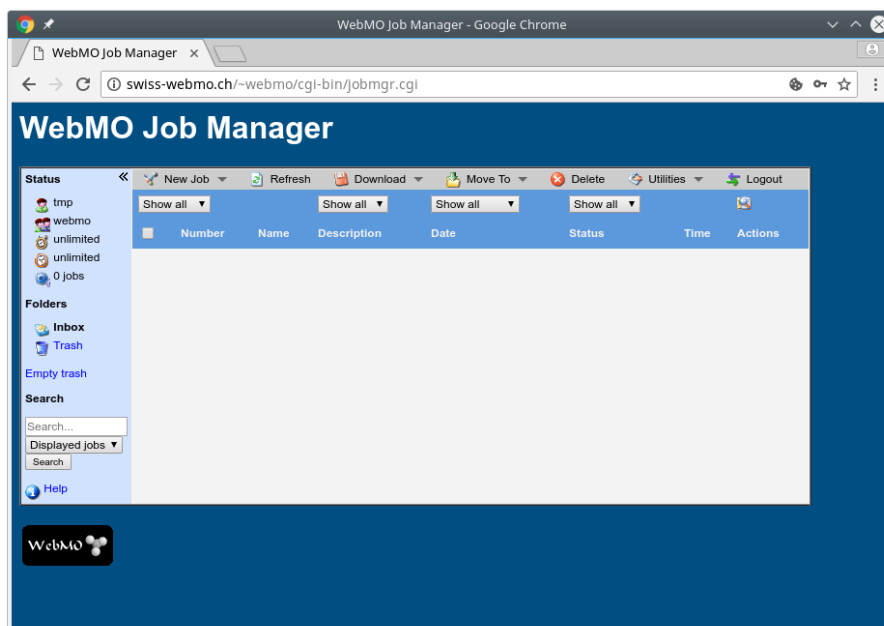 WebMO Job Manager - Google Chrome
WebMO Job Manager
swiss-webmo.ch/~webmo/cgi-bin/jobmgr.cgi
WebMO Job Manager
Status New Job Refresh Download Move To Delete Utilities Logout
tmp Show all Show all Show all Show all
webmo
Number Name Description Date Status Time Actions
unlimited
unlimited
0 jobs
Folders
Inbox
Trash
Empty trash
Search
Search...
Displayed jobs
Search
Help
WebMO